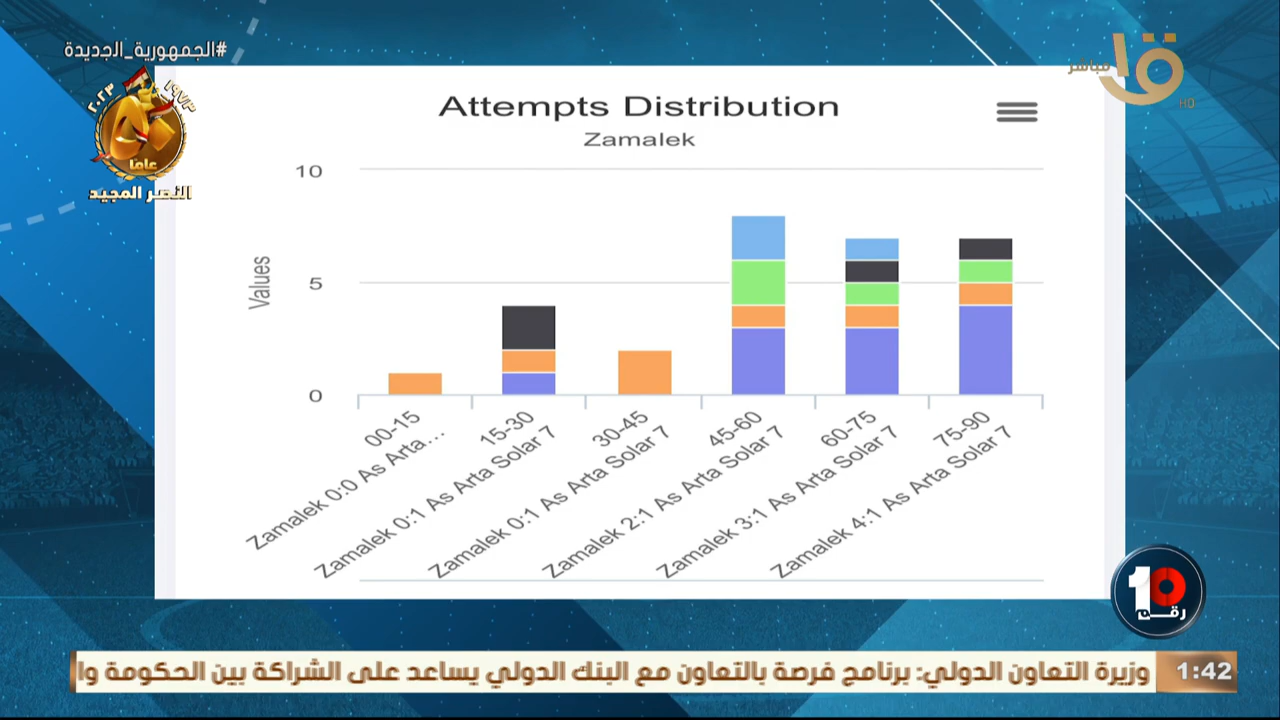 #الجمهورية_الجديدة
١٩٧٣
٢٠٢٣
٥٠
عاما
النصر المجيد
مباشر
HD
Attempts Distribution
Zamalek
10
5
0
Values
00-15
Zamalek 0:0 As Arta...
15-30
Zamalek 0:1 As Arta Solar 7
30-45
Zamalek 0:1 As Arta Solar 7
45-60
Zamalek 2:1 As Arta Solar 7
60-75
Zamalek 3:1 As Arta Solar 7
75-90
Zamalek 4:1 As Arta Solar 7
10
رقم
وزيرة التعاون الدولي: برنامج فرصة بالتعاون مع البنك الدولي يساعد على الشراكة بين الحكومة وا
1:42